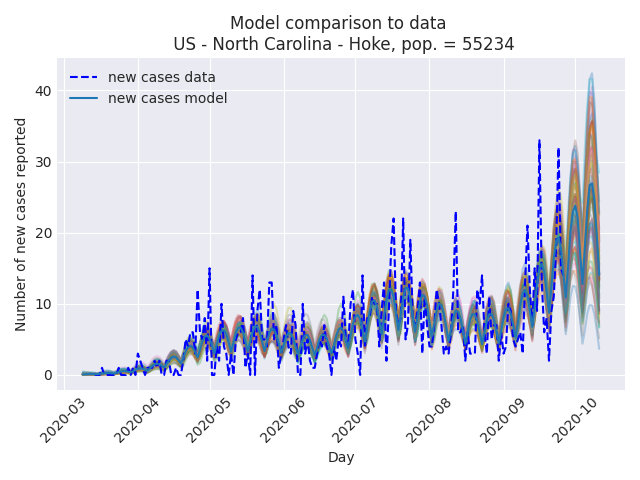 Model comparison to data
US - North Carolina - Hoke, pop. = 55234
new cases data
new cases model
Number of new cases reported
40
30
20
10
0
2020-03
2020-04
2020-05
2020-06
2020-07
2020-08
2020-09
2020-10
Day